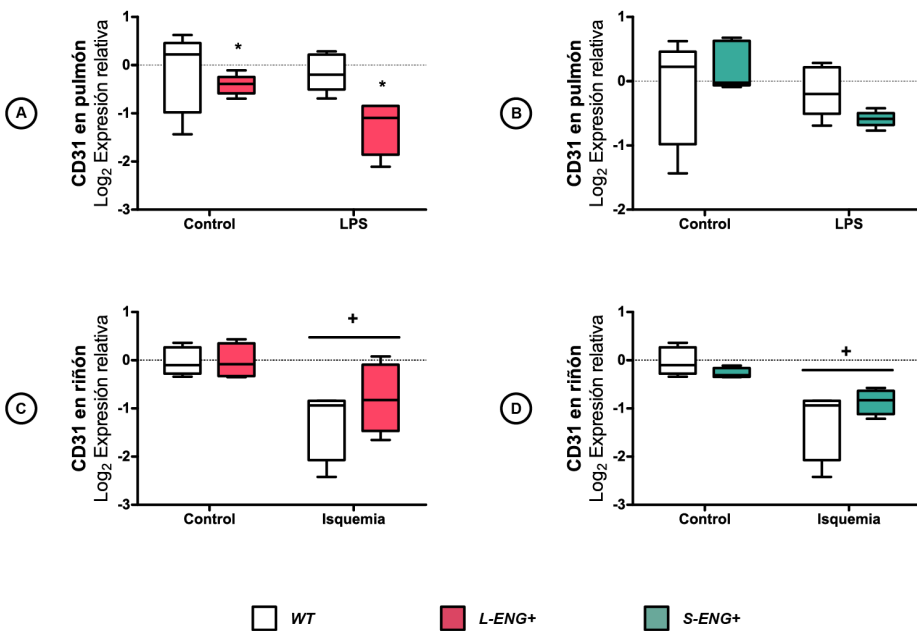 A
CD31 en pulmón
Log2 Expresión relativa
1
0
-1
-2
-3
*
*
Control
LPS
B
CD31 en pulmón
Log2 Expresión relativa
1
0
-1
-2
Control
LPS
C
CD31 en riñón
Log2 Expresión relativa
1
0
-1
-2
-3
+
Control
Isquemia
D
CD31 en riñón
Log2 Expresión relativa
1
0
-1
-2
-3
+
Control
Isquemia
WT
L-ENG+
S-ENG+